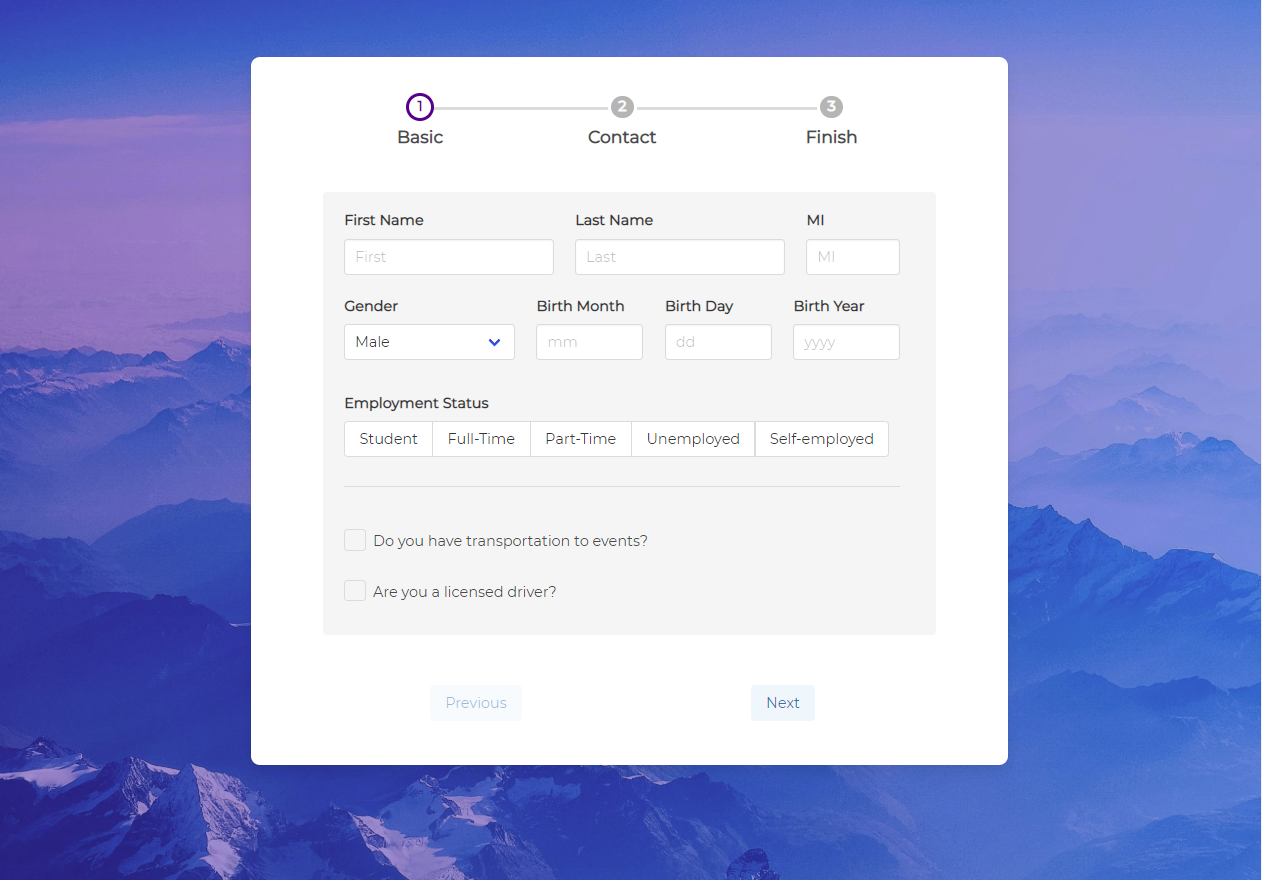 1 2 3
Basic Contact Finish
First Name Last Name MI
First Last MI
Gender Birth Month Birth Day Birth Year
Male mm dd yyyy
Employment Status
Student Full-Time Part-Time Unemployed Self-employed
Do you have transportation to events?
Are you a licensed driver?
Previous Next